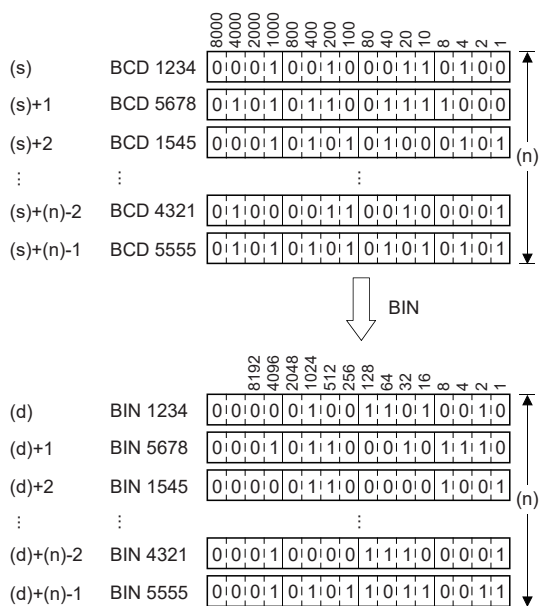 8000 4000 2000 1000 800 400 200 100 80 40 20 10 8 4 2 1
(s) BCD 1234 0 0 0 1 0 0 1 0 0 0 1 1 0 1 0 0
(s)+1 BCD 5678 0 1 0 1 0 1 1 0 0 1 1 1 1 0 0 0
(s)+2 BCD 1545 0 0 0 1 0 1 0 1 0 1 0 0 0 1 0 1
(n)
⋮ ⋮ ⋮
(s)+(n)-2 BCD 4321 0 1 0 0 0 0 1 1 0 0 1 0 0 0 0 1
(s)+(n)-1 BCD 5555 0 1 0 1 0 1 0 1 0 1 0 1 0 1 0 1
BIN
8192 4096 2048 1024 512 256 128 64 32 16 8 4 2 1
(d) BIN 1234 0 0 0 0 0 1 0 0 1 1 0 1 0 0 1 0
(d)+1 BIN 5678 0 0 0 1 0 1 1 0 0 0 1 0 1 1 1 0
(d)+2 BIN 1545 0 0 0 0 0 1 1 0 0 0 0 0 1 0 0 1
(n)
⋮ ⋮ ⋮
(d)+(n)-2 BIN 4321 0 0 0 1 0 0 0 0 1 1 1 0 0 0 0 1
(d)+(n)-1 BIN 5555 0 0 0 1 0 1 0 1 1 0 1 1 0 0 1 1